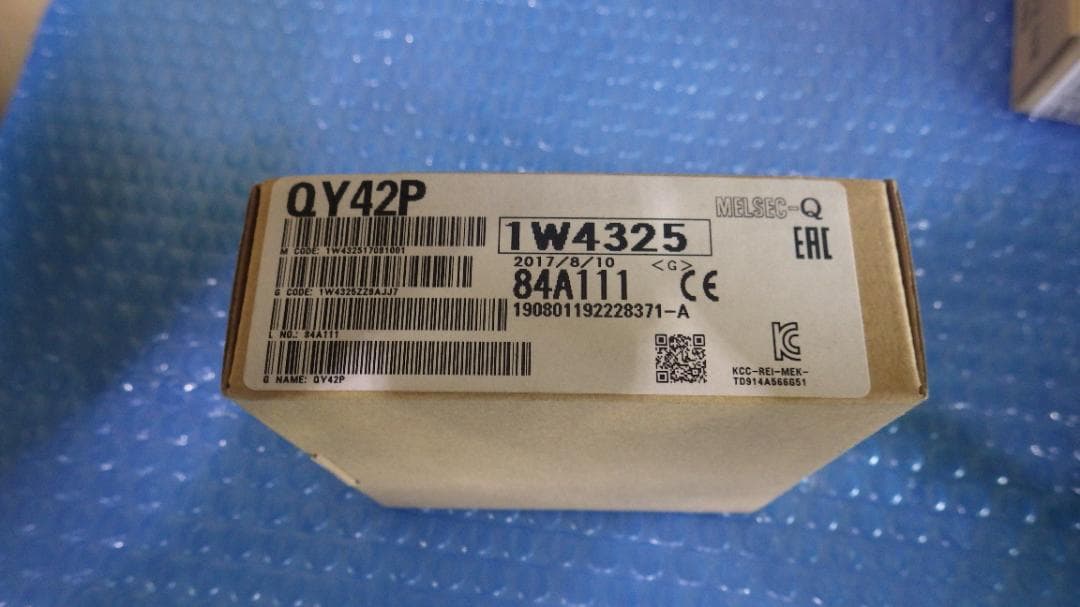 QY42P
MELSEC-Q
1W4325
M CODE: 1W432517081001
EAC
2017/8/10 <G>
84A111 CE
G CODE: 1W4325ZZ9AJJ7
190801192228371-A
L NO.: 84A111
G NAME: QY42P
KC
KCC-REI-MEK-
TD914A566G51